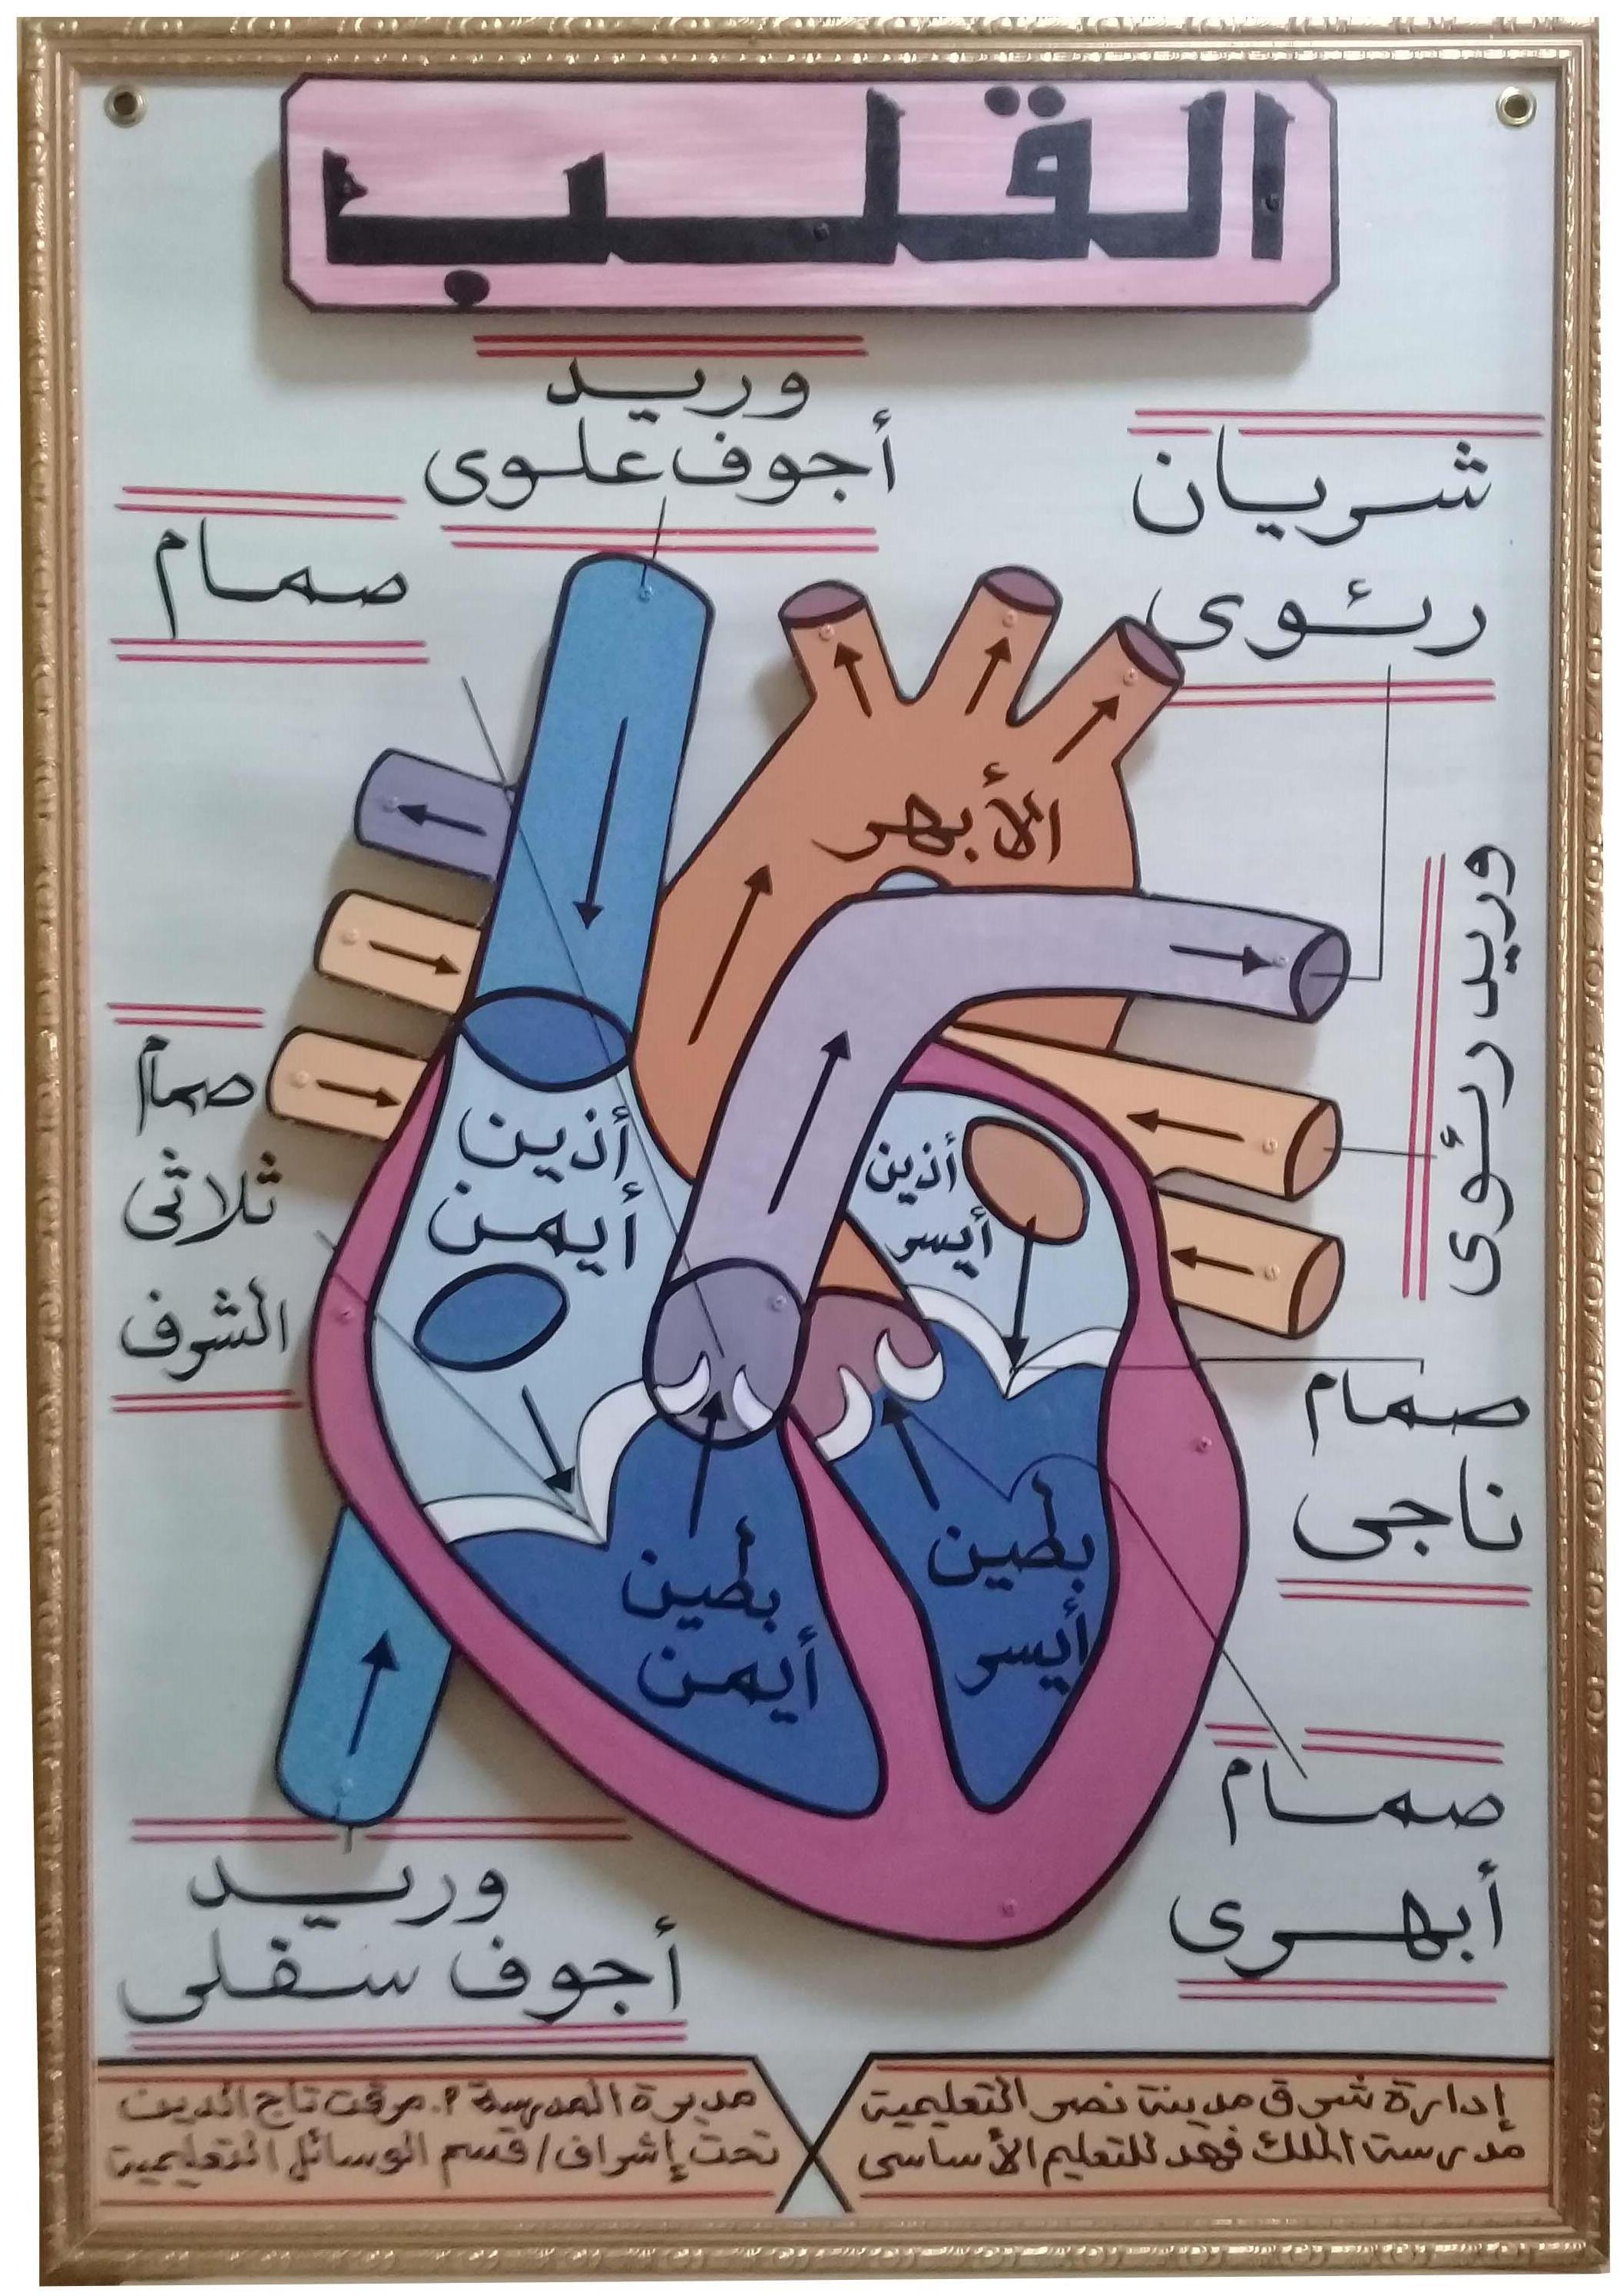 القلب
وريد
أجوف علوى
شريان
رئوى
صمام
الأبهر
وريد رئوى
صمام
ثلاثى
الشرف
أذين
أيمن
أذين
أيسر
صمام
ناجى
بطين
أيمن
بطين
أيسر
صمام
أبهرى
وريد
أجوف سفلى
إدارة شرق مدينة نصر التعليمية
مدرسة الملك فهد للتعليم الأساسى
مديرة المدرسة أ. مرفت تاج الدين
تحت إشراف/ قسم الوسائل التعليمية